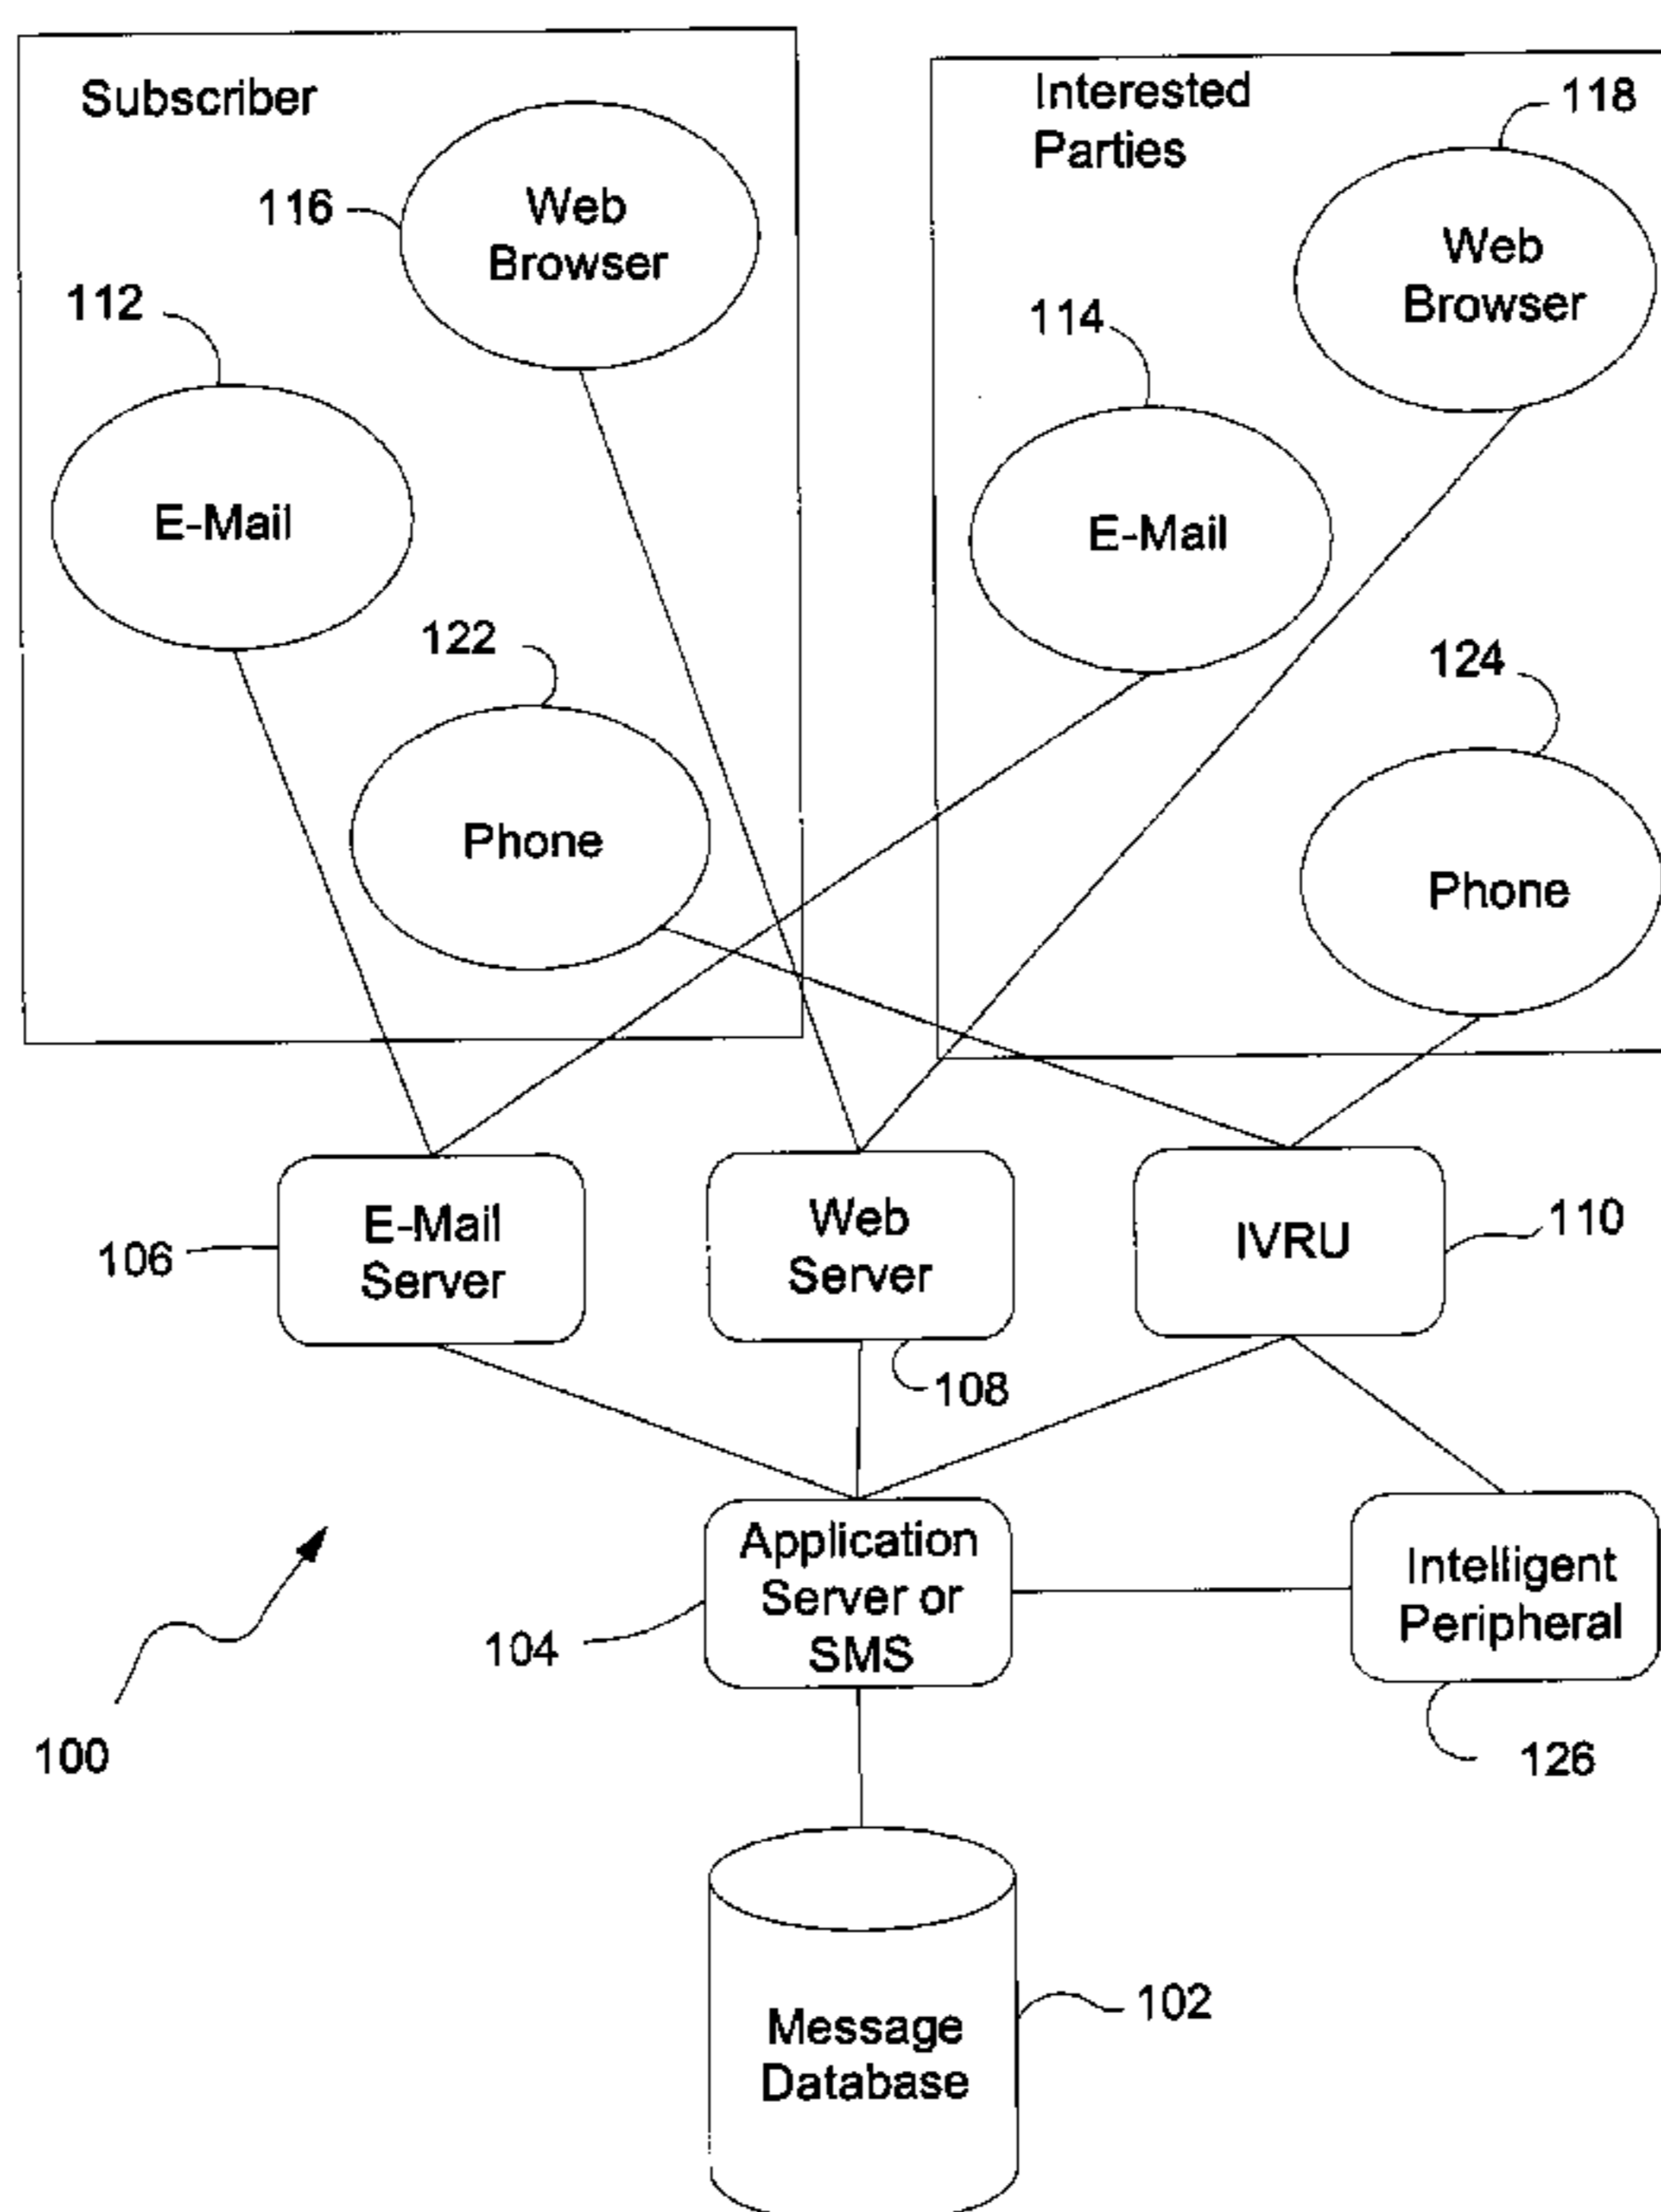 Subscriber
116
Web
Browser
112
E-Mail
122
Phone
Interested
Parties
118
Web
Browser
114
E-Mail
124
Phone
106
E-Mail
Server
Web
Server
108
IVRU
110
104
Application
Server or
SMS
Intelligent
Peripheral
126
100
Message
Database
102